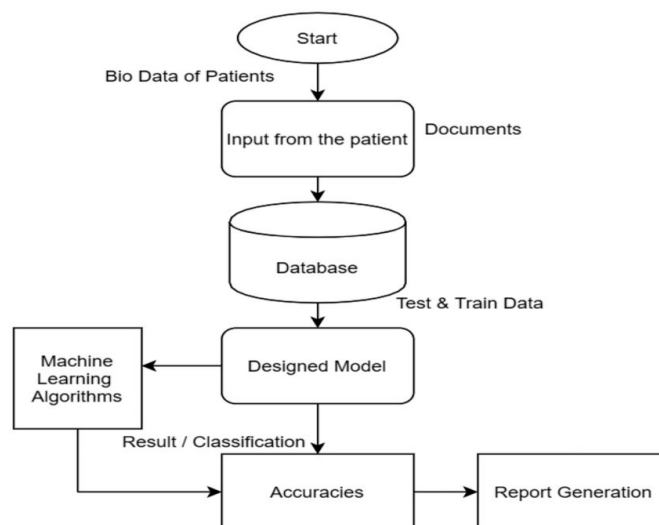 Start
Bio Data of Patients
Input from the patient
Documents
Database
Test & Train Data
Designed Model
Machine
Learning
Algorithms
Result / Classification
Accuracies
Report Generation